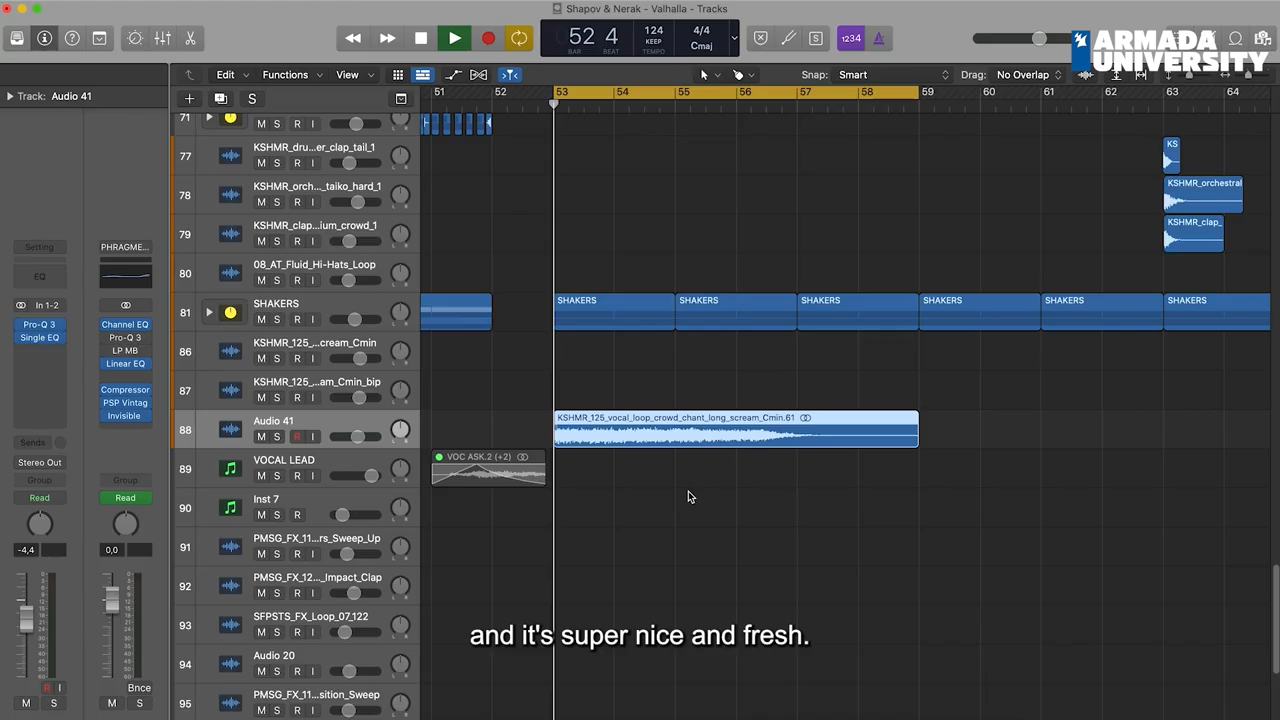 Shapov & Nerak - Valhalla - Tracks
52 4
BAR BEAT
124
KEEP
TEMPO
4/4
Cmaj
1234
ARMADA
UNIVERSITY
Track: Audio 41
Edit Functions View
Snap: Smart
Drag: No Overlap
S
51 52 53 54 55 56 57 58 59 60 61 62 63 64
71
M S R I
77
KSHMR_dru...er_clap_tail_1
M S R I
KS
78
KSHMR_orch..._taiko_hard_1
M S R I
KSHMR_orchestral
79
KSHMR_clap...ium_crowd_1
M S R I
KSHMR_clap_
80
08_AT_Fluid_Hi-Hats_Loop
M S R I
81
SHAKERS
M S R I
SHAKERS SHAKERS SHAKERS SHAKERS SHAKERS SHAKERS
86
KSHMR_125_...cream_Cmin
M S R I
87
KSHMR_125_...am_Cmin_bip
M S R I
88
Audio 41
M S R I
KSHMR_125_vocal_loop_crowd_chant_long_scream_Cmin.61
89
VOCAL LEAD
M S R I
VOC ASK.2 (+2)
90
Inst 7
M S R
91
PMSG_FX_11...rs_Sweep_Up
M S R I
92
PMSG_FX_12..._Impact_Clap
M S R I
93
SFPSTS_FX_Loop_07_122
M S R I
94
Audio 20
M S R I
95
PMSG_FX_11...sition_Sweep
M S R I
Setting
EQ
In 1-2
Pro-Q 3
Single EQ
Sends
Stereo Out
Group
Read
-4,4
R I
M S
PHRAGME...
Channel EQ
Pro-Q 3
LP MB
Linear EQ
Compressor
PSP Vintag
Invisible
Group
Read
0,0
Bnce
M S
and it's super nice and fresh.